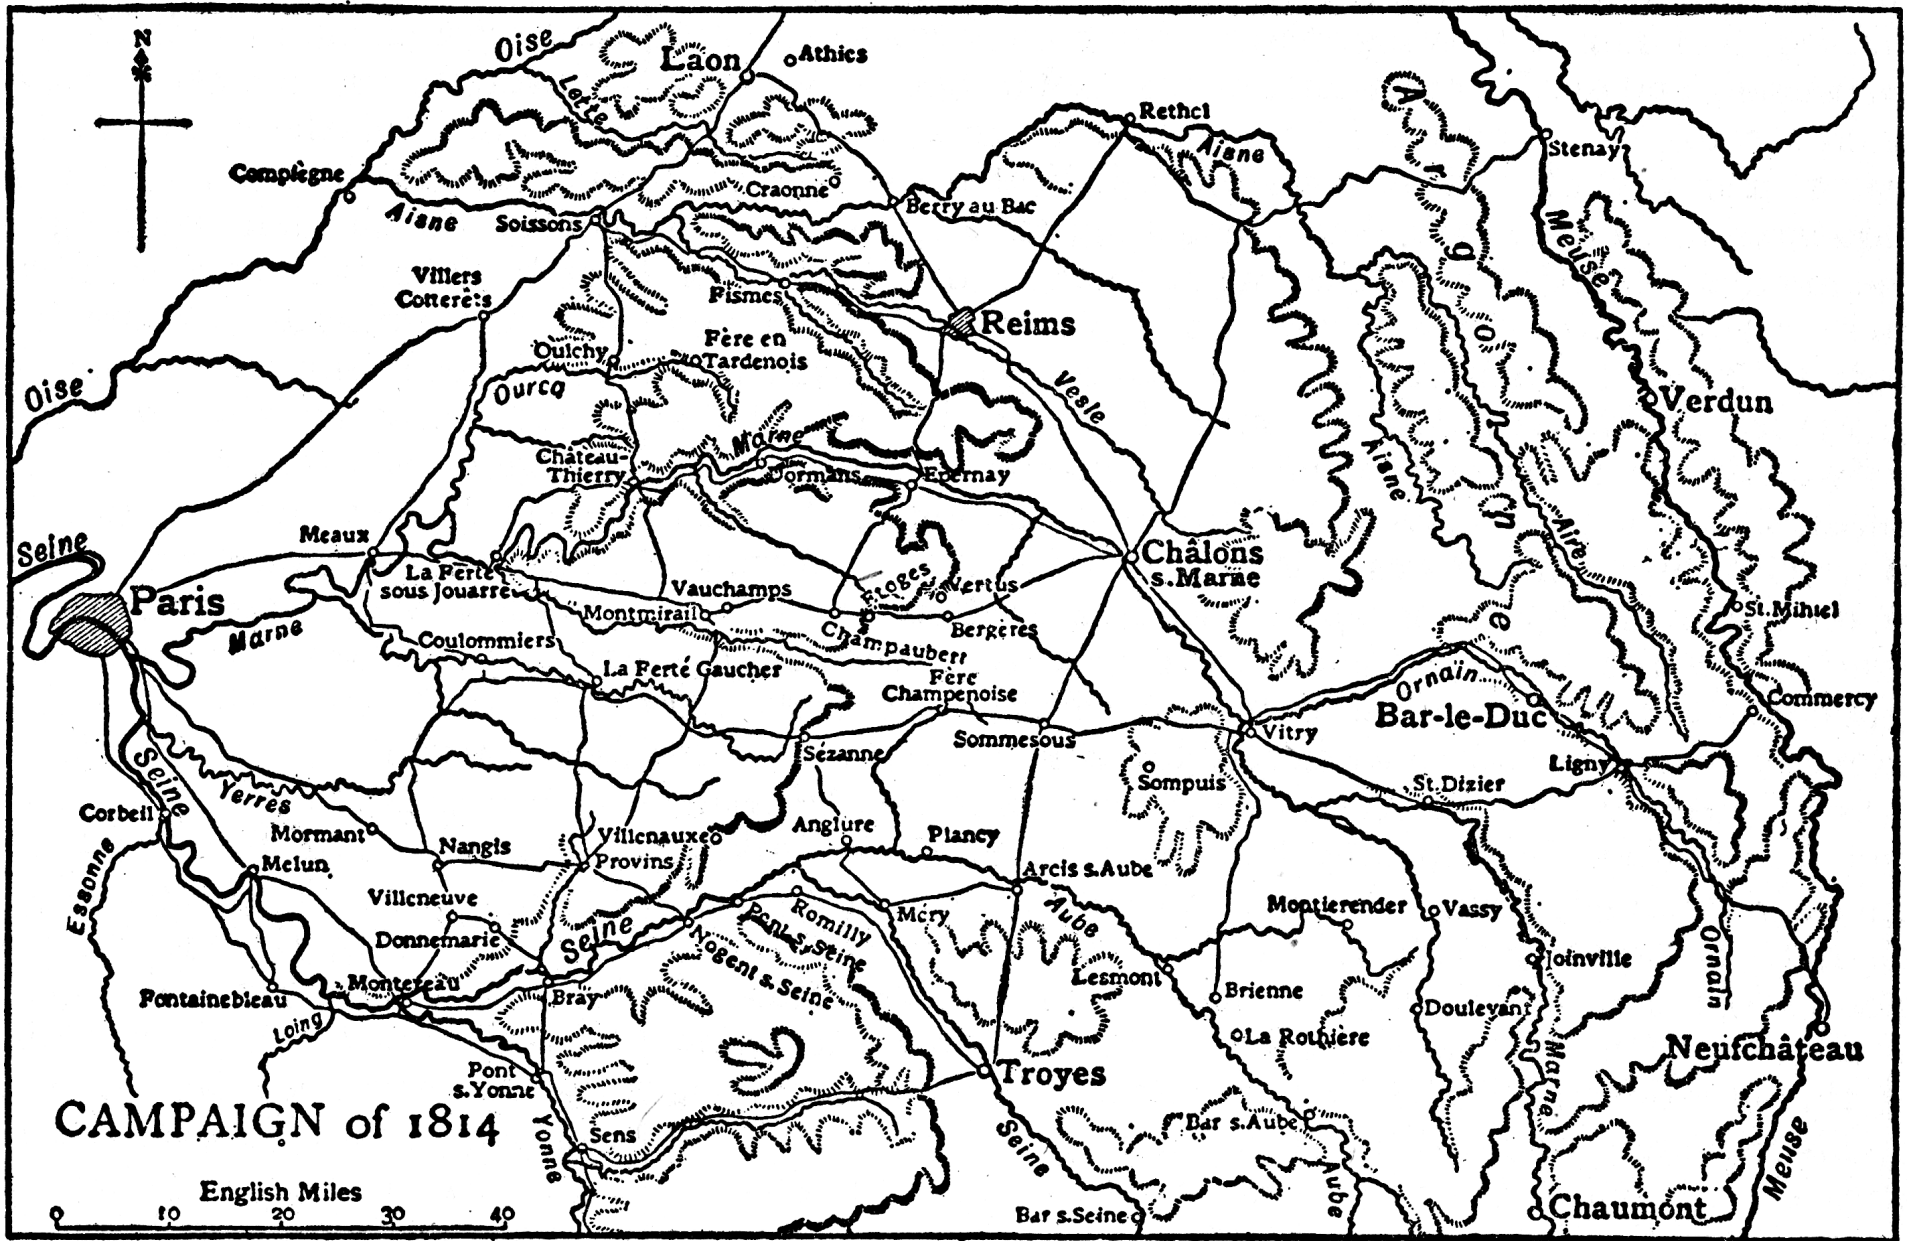 N
Oise
Laon
Athies
Lette
Rethel
Aisne
Argonne
Stenay
Compiègne
Aisne
Soissons
Craonne
Berry au Bac
Meuse
Villers
Cotterêts
Fismes
Reims
Oulchy
Fère en
Tardenois
Ourcq
Vesle
Oise
Verdun
Marne
Château-
Thierry
Dormans
Epernay
Aisne
Aire
Seine
Meaux
Châlons
s. Marne
La Ferté
sous Jouarre
Paris
Vauchamps
Etoges
Vertus
Montmirail
Champaubert
Bergères
St. Mihiel
Marne
Coulommiers
La Ferté Gaucher
Fère
Champenoise
Ornain
Bar-le-Duc
Commercy
Sézanne
Sommesous
Vitry
Ligny
Seine
Yerres
Sompuis
St. Dizier
Corbeil
Mormant
Nangis
Villenauxe
Provins
Anglure
Plancy
Essonne
Melun
Arcis s. Aube
Villeneuve
Donnemarie
Seine
Romilly
Pont s. Seine
Nogent s. Seine
Méry
Aube
Montierender
Vassy
Lesmont
Joinville
Ornain
Fontainebleau
Montereau
Bray
Loing
Brienne
La Rothière
Doulevant
Marne
Neufchâteau
Pont
s. Yonne
Troyes
CAMPAIGN of 1814
Yonne
Sens
Seine
Bar s. Aube
Aube
Meuse
English Miles
0 10 20 30 40
Bar s. Seine
Chaumont